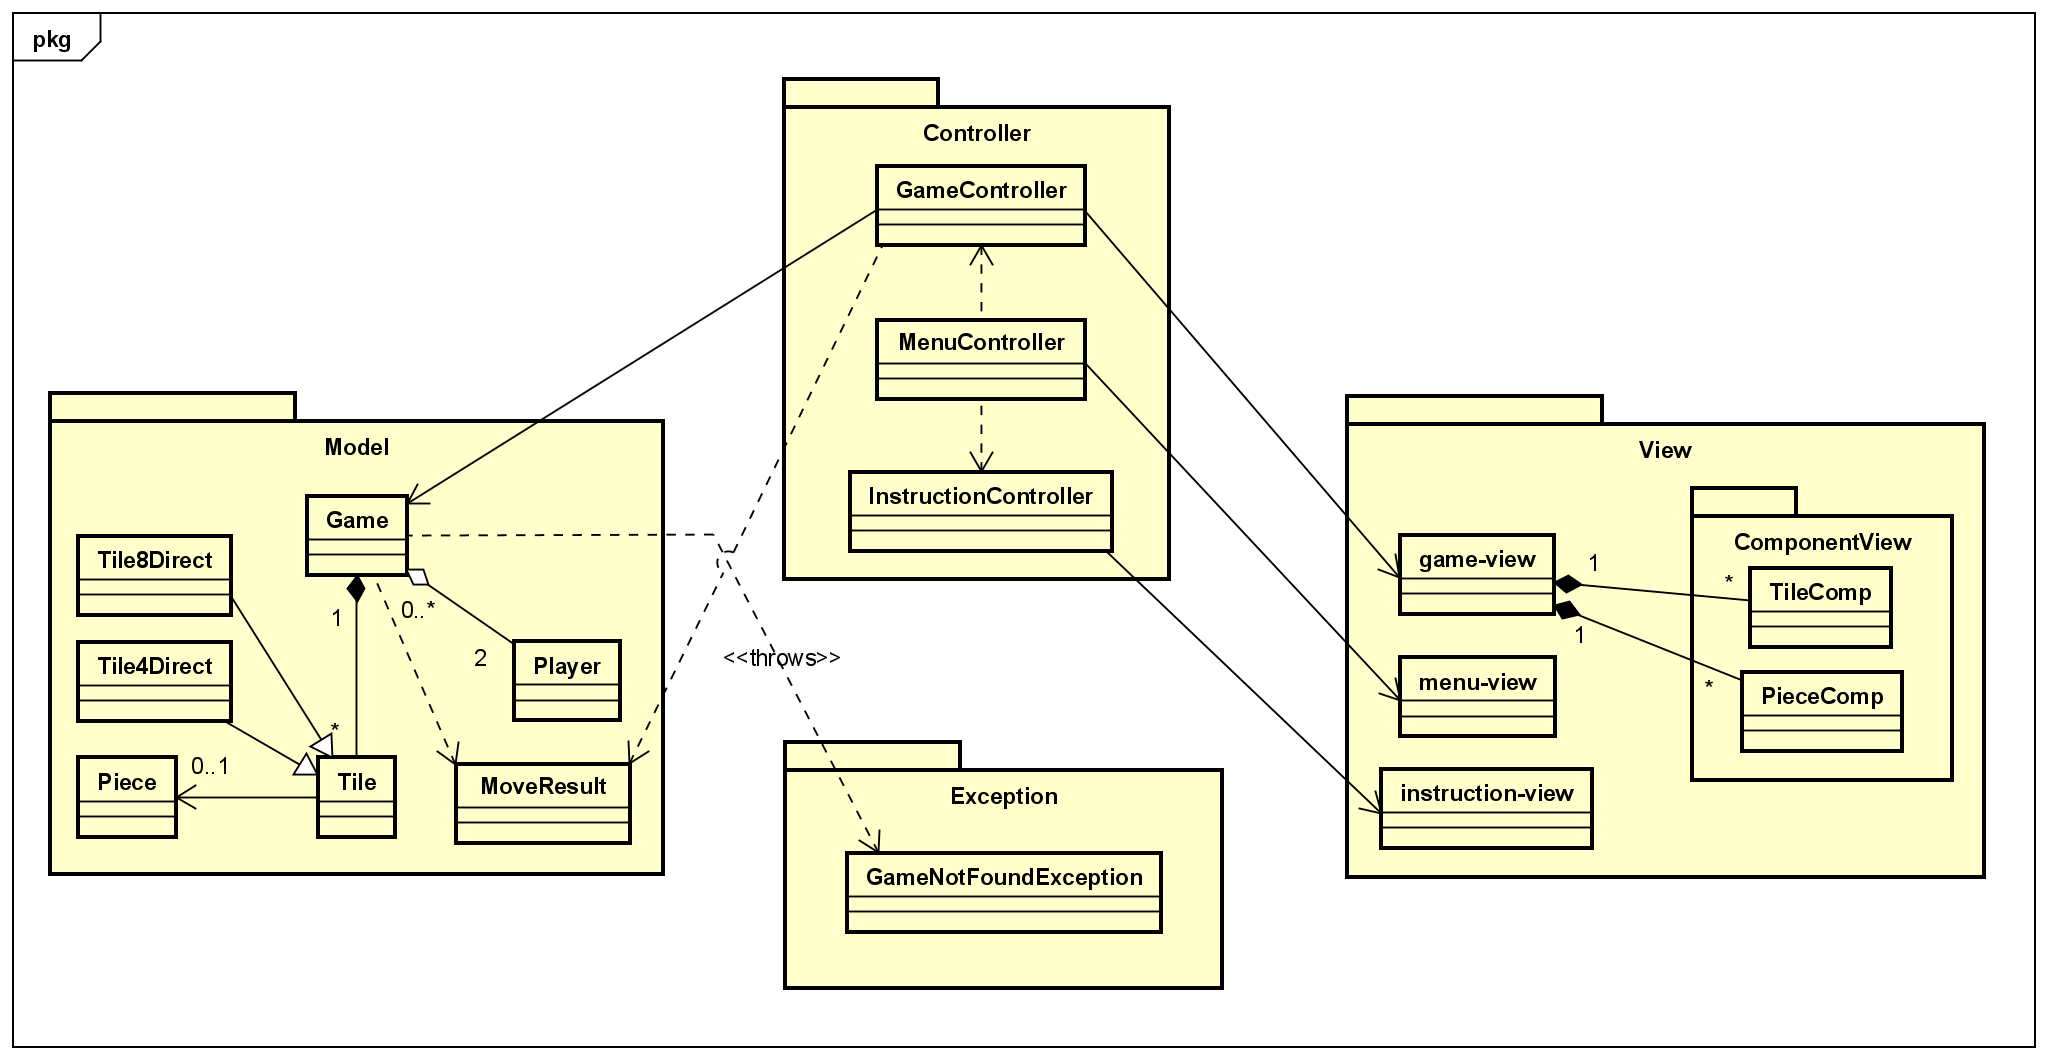 pkg
Controller
GameController
MenuController
InstructionController
Model
Game
Tile8Direct
Tile4Direct
1
0..*
2
Player
*
0..1
Piece
Tile
MoveResult
<<throws>>
Exception
GameNotFoundException
View
ComponentView
game-view
1
*
TileComp
1
*
PieceComp
menu-view
instruction-view